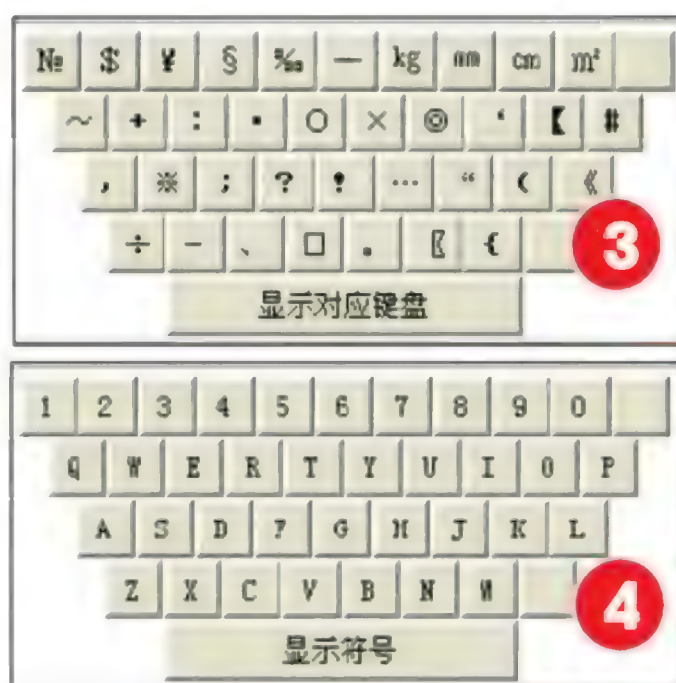 № $ ¥ § ‰ — kg mm cm m²
～ + : · ○ × ◎ ‘ 【 #
, ※ ; ? ! … “ ( 《
÷ − 、 □ 。 〖 {
3
显示对应键盘
1 2 3 4 5 6 7 8 9 0
Q W E R T Y U I O P
A S D F G H J K L
Z X C V B N M
4
显示符号